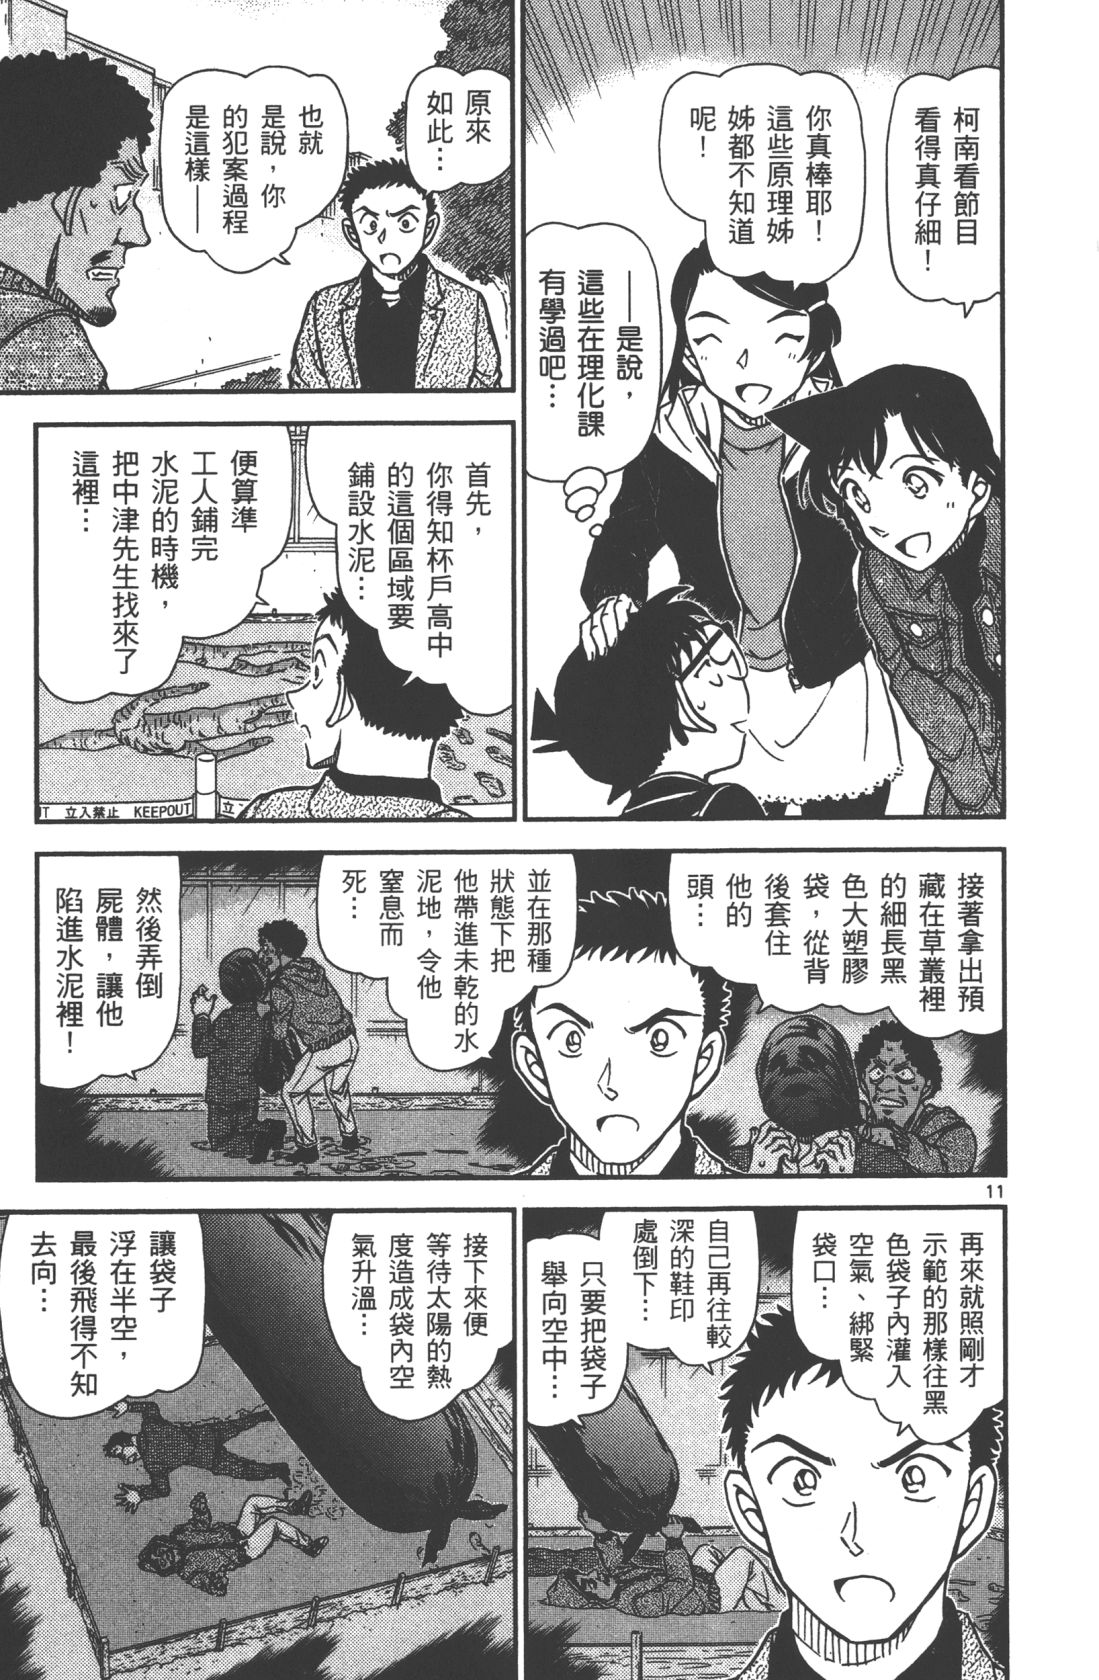 柯南看節目
看得真仔細！
你真棒耶！
這些原理姊
姊都不知道
呢！
——是說，
這些在理化課
有學過吧…
原來
如此…
也就
是說，你
的犯案過程
是這樣——
首先，
你得知杯戶高中
的這個區域要
鋪設水泥…
便算準
工人鋪完
水泥的時機，
把中津先生找來了
這裡…
立入禁止 KEEPOUT
立
接著拿出預
藏在草叢裡
的細長黑
色大塑膠
袋，從背
後套住
他的
頭…
並在那種
狀態下把
他帶進未乾的水
泥地，令他
窒息而
死…
然後弄倒
屍體，讓他
陷進水泥裡！
11
再來就照剛才
示範的那樣往黑
色袋子內灌入
空氣、綁緊
袋口…
自己再往較
深的鞋印
處倒下…
只要把袋子
舉向空中…
接下來便
等待太陽的熱
度造成袋內空
氣升溫…
讓袋子
浮在半空，
最後飛得不知
去向…